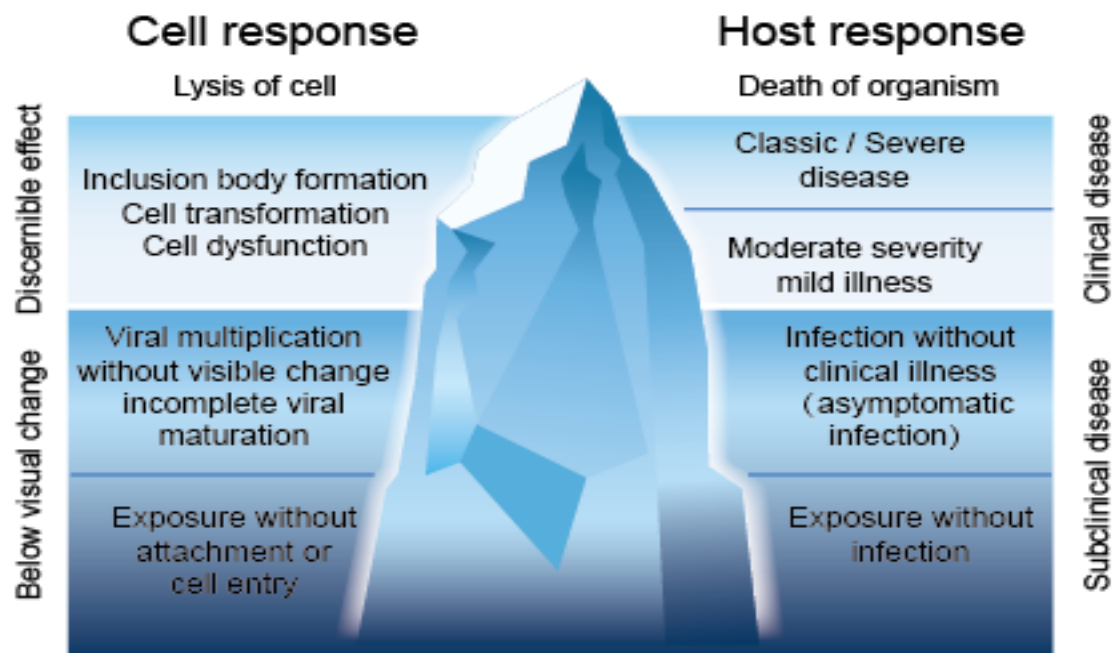 Cell response
Lysis of cell
Discernible effect
Inclusion body formation
Cell transformation
Cell dysfunction
Below visual change
Viral multiplication
without visible change
incomplete viral
maturation
Exposure without
attachment or
cell entry
Host response
Death of organism
Classic / Severe
disease
Moderate severity
mild illness
Clinical disease
Infection without
clinical illness
(asymptomatic
infection)
Exposure without
infection
Subclinical disease